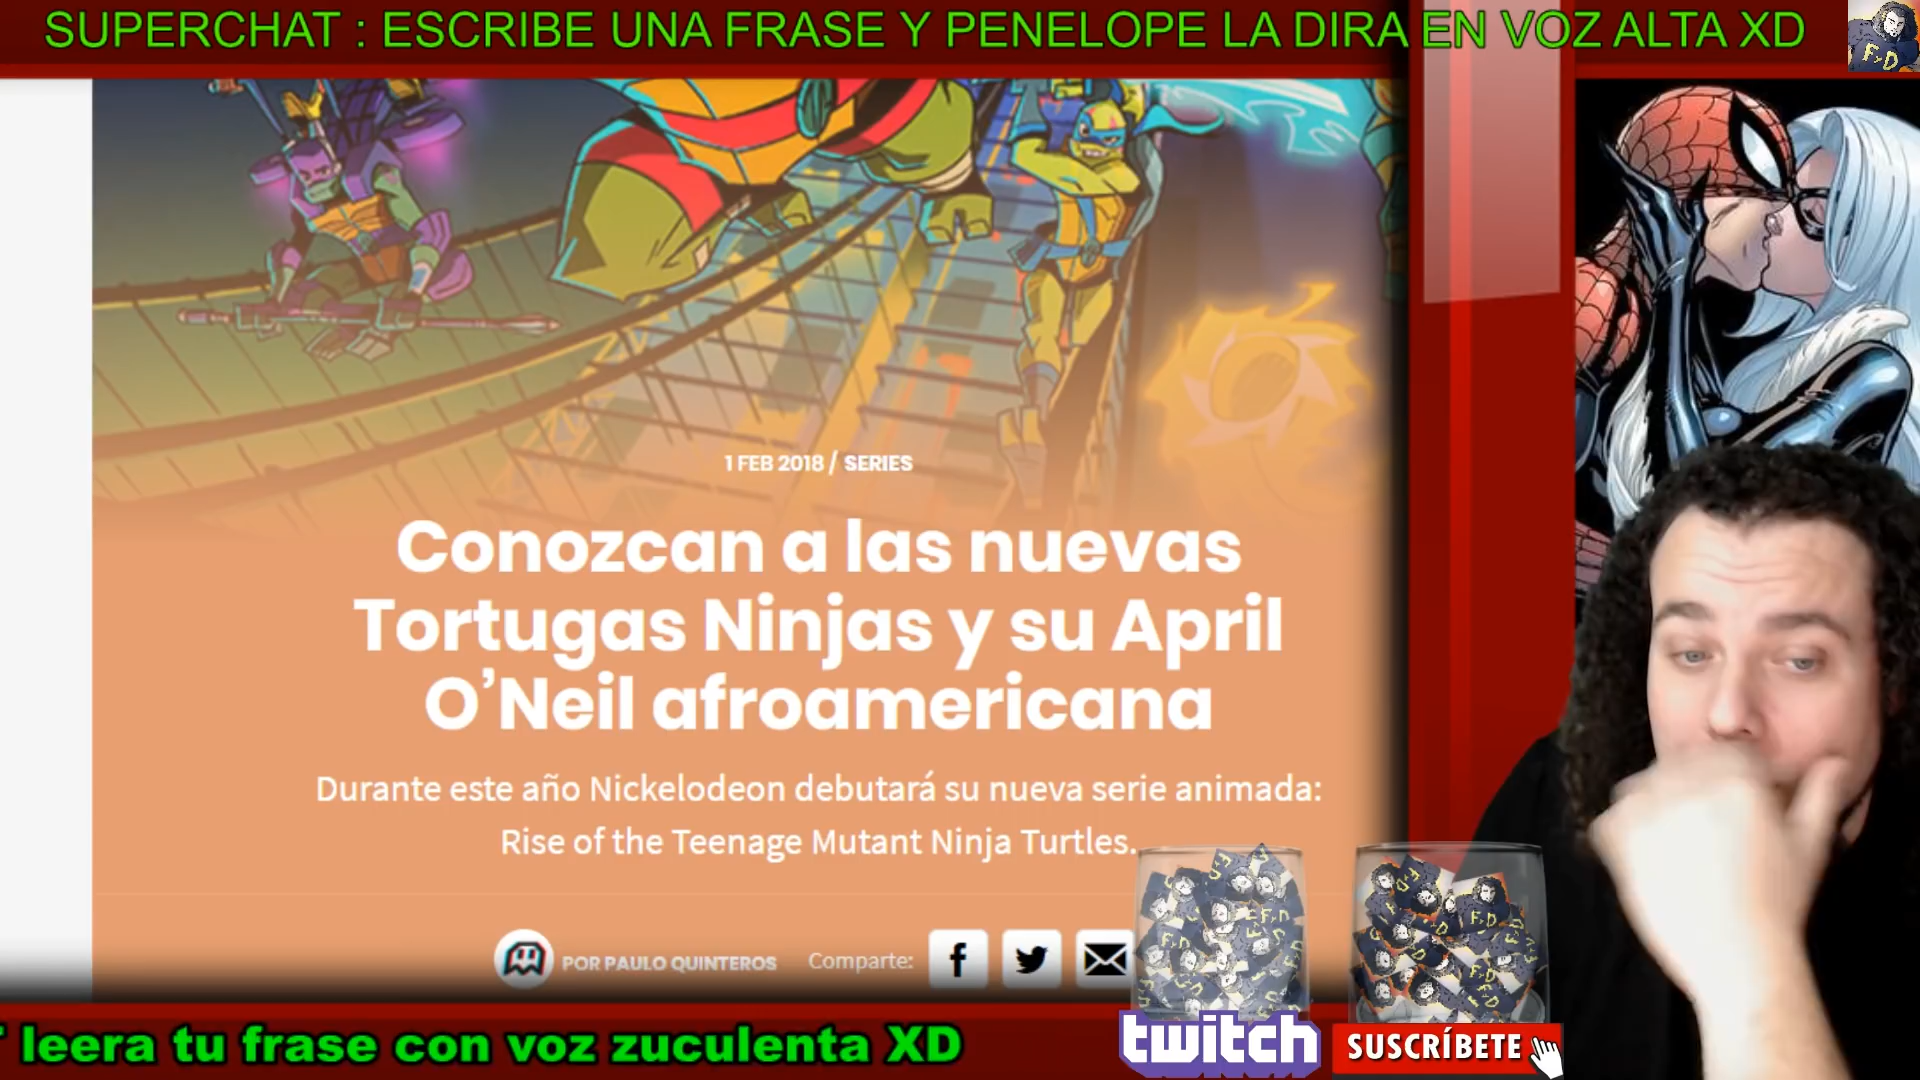 SUPERCHAT : ESCRIBE UNA FRASE Y PENELOPE LA DIRA EN VOZ ALTA XD
FyD
1 FEB 2018 / SERIES
Conozcan a las nuevas
Tortugas Ninjas y su April
O’Neil afroamericana
Durante este año Nickelodeon debutará su nueva serie animada:
Rise of the Teenage Mutant Ninja Turtles.
POR PAULO QUINTEROS
Comparte:
leera tu frase con voz zuculenta XD
twitch
SUSCRÍBETE